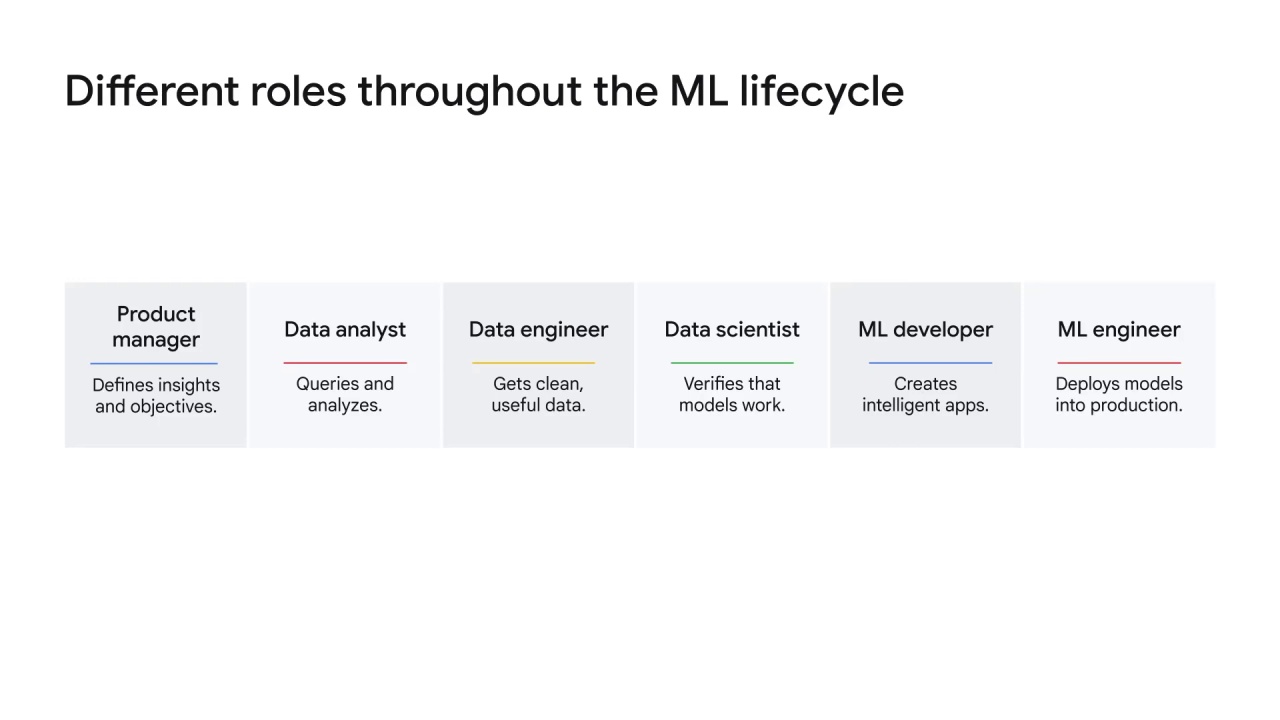 Different roles throughout the ML lifecycle
Product
manager
Defines insights
and objectives.
Data analyst
Queries and
analyzes.
Data engineer
Gets clean,
useful data.
Data scientist
Verifies that
models work.
ML developer
Creates
intelligent apps.
ML engineer
Deploys models
into production.